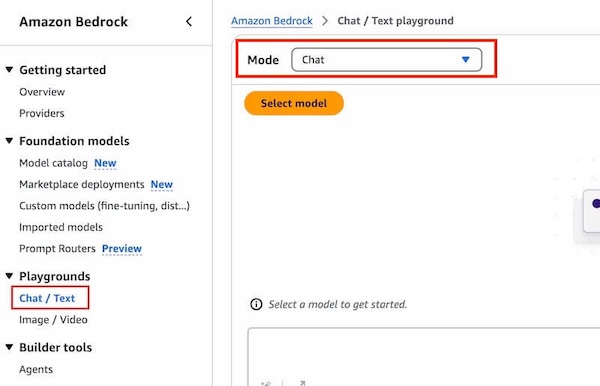 Amazon Bedrock
Getting started
Overview
Providers
Foundation models
Model catalog New
Marketplace deployments New
Custom models (fine-tuning, dist...)
Imported models
Prompt Routers Preview
Playgrounds
Chat / Text
Image / Video
Builder tools
Agents
Amazon Bedrock > Chat / Text playground
Mode Chat
Select model
Select a model to get started.